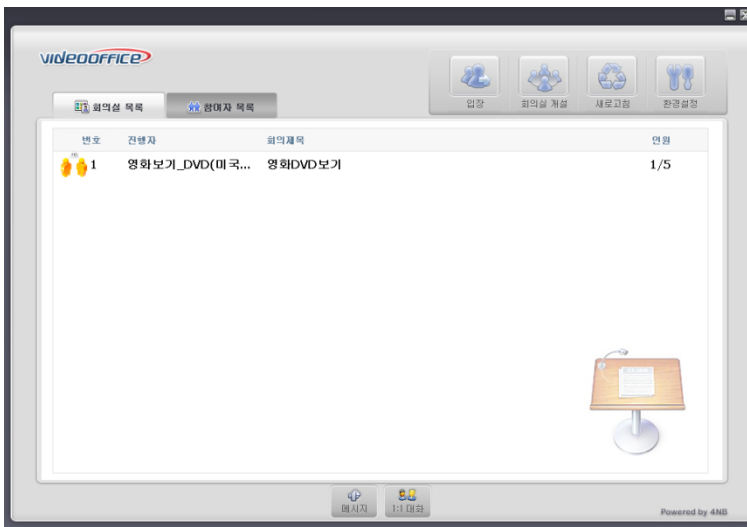 VIDEOOFFICE
입장 회의실 개설 새로고침 환경설정
회의실 목록 참여자 목록
번호 진행자 회의제목 인원
1 영화보기_DVD(미국... 영화DVD보기 1/5
메시지 1:1 대화
Powered by 4NB